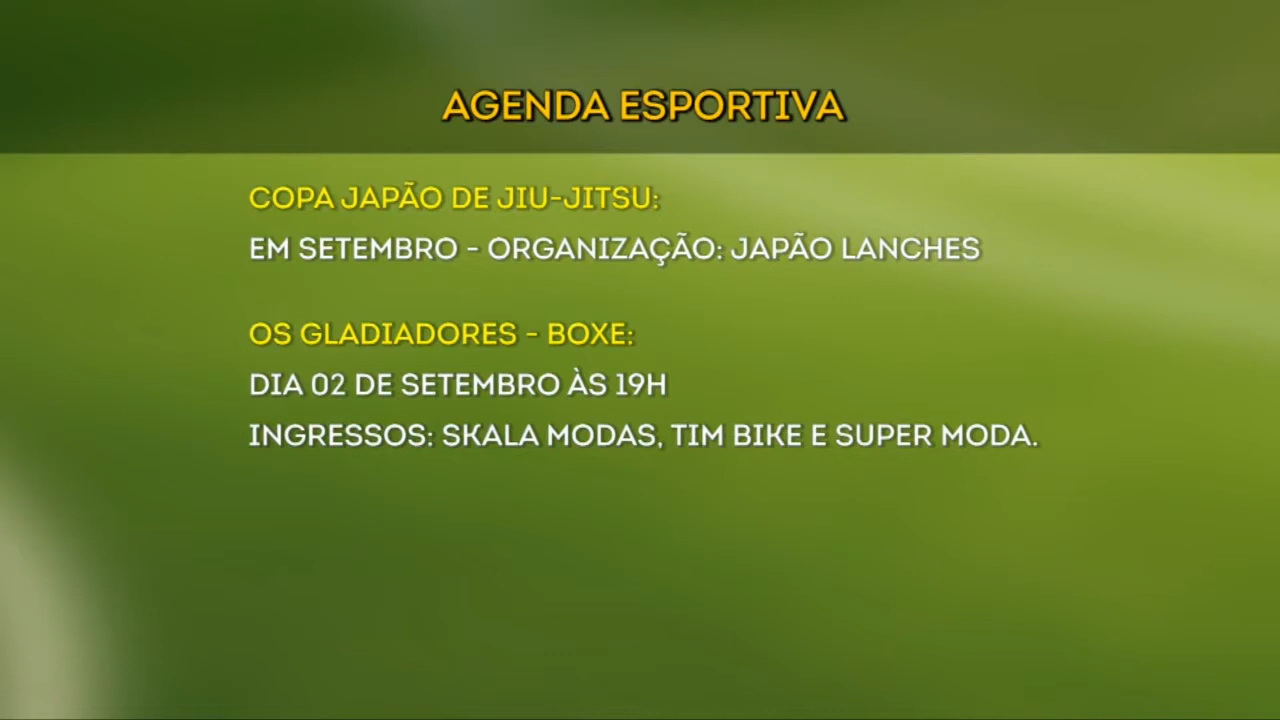 AGENDA ESPORTIVA
COPA JAPÃO DE JIU-JITSU:
EM SETEMBRO - ORGANIZAÇÃO: JAPÃO LANCHES
OS GLADIADORES - BOXE:
DIA 02 DE SETEMBRO ÀS 19H
INGRESSOS: SKALA MODAS, TIM BIKE E SUPER MODA.